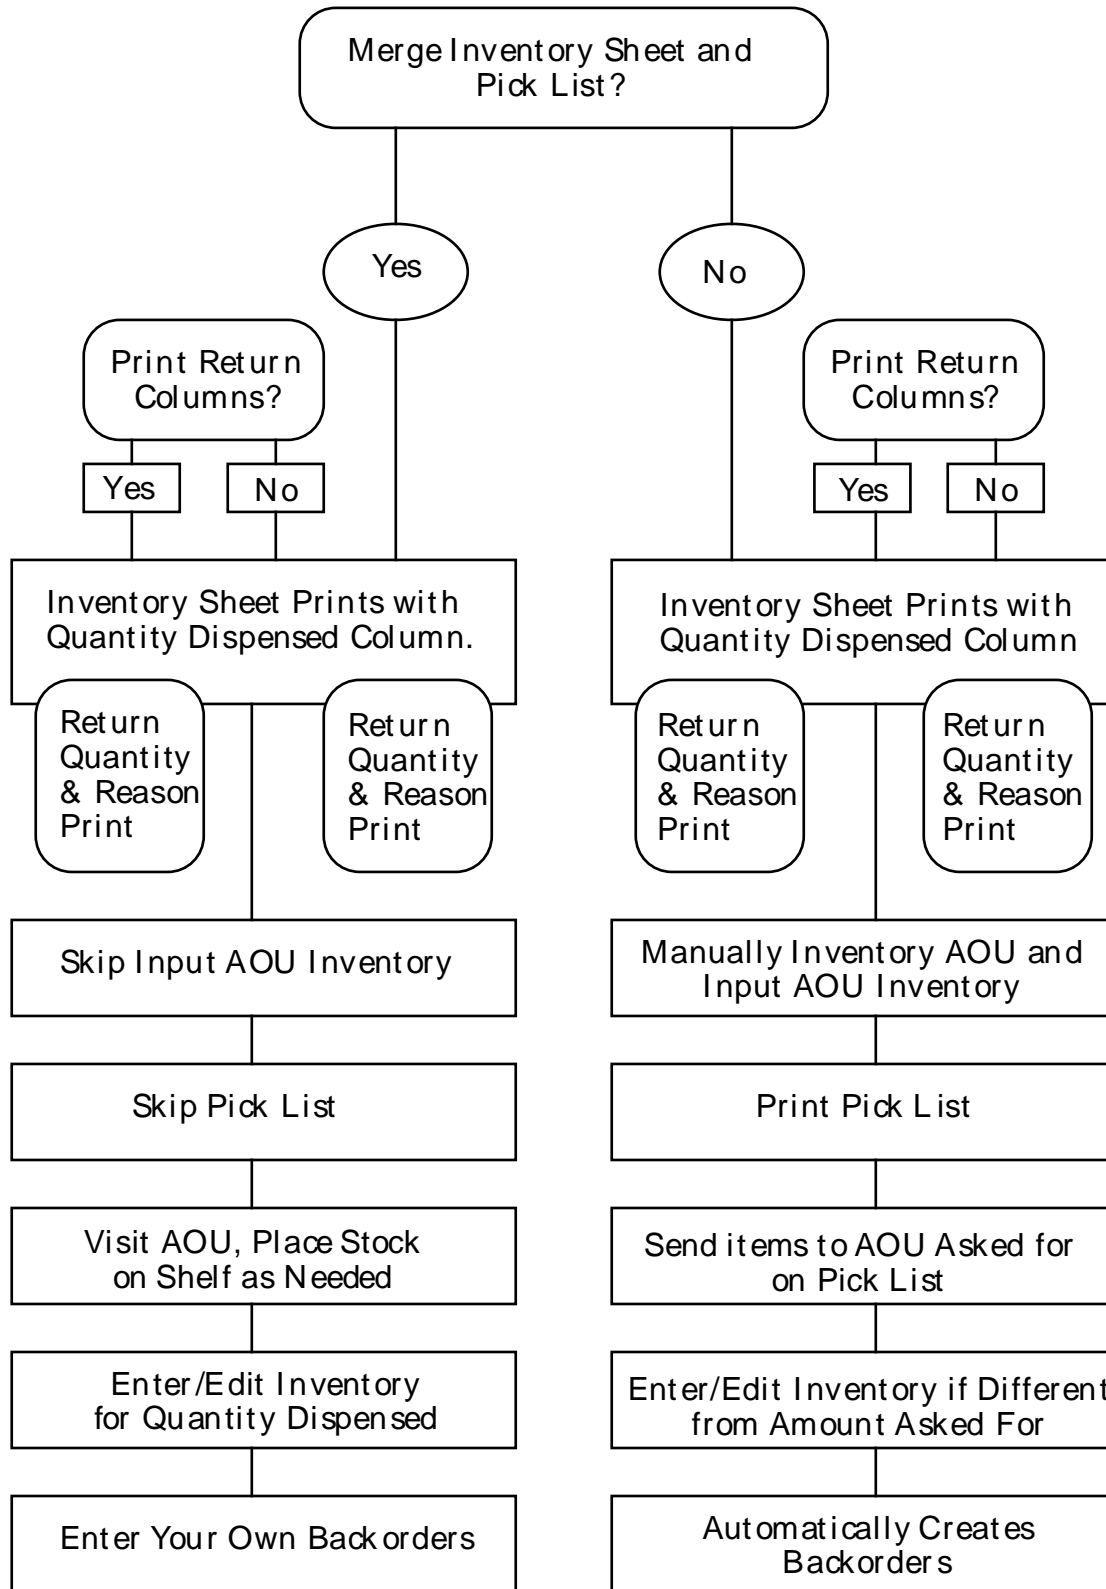 Merge Inventory Sheet and
Pick List?
Yes
No
Print Return
Columns?
Print Return
Columns?
Yes
No
Yes
No
Inventory Sheet Prints with
Quantity Dispensed Column.
Inventory Sheet Prints with
Quantity Dispensed Column
Return
Quantity
& Reason
Print
Return
Quantity
& Reason
Print
Return
Quantity
& Reason
Print
Return
Quantity
& Reason
Print
Skip Input AOU Inventory
Manually Inventory AOU and
Input AOU Inventory
Skip Pick List
Print Pick List
Visit AOU, Place Stock
on Shelf as Needed
Send items to AOU Asked for
on Pick List
Enter/Edit Inventory
for Quantity Dispensed
Enter/Edit Inventory if Different
from Amount Asked For
Enter Your Own Backorders
Automatically Creates
Backorders